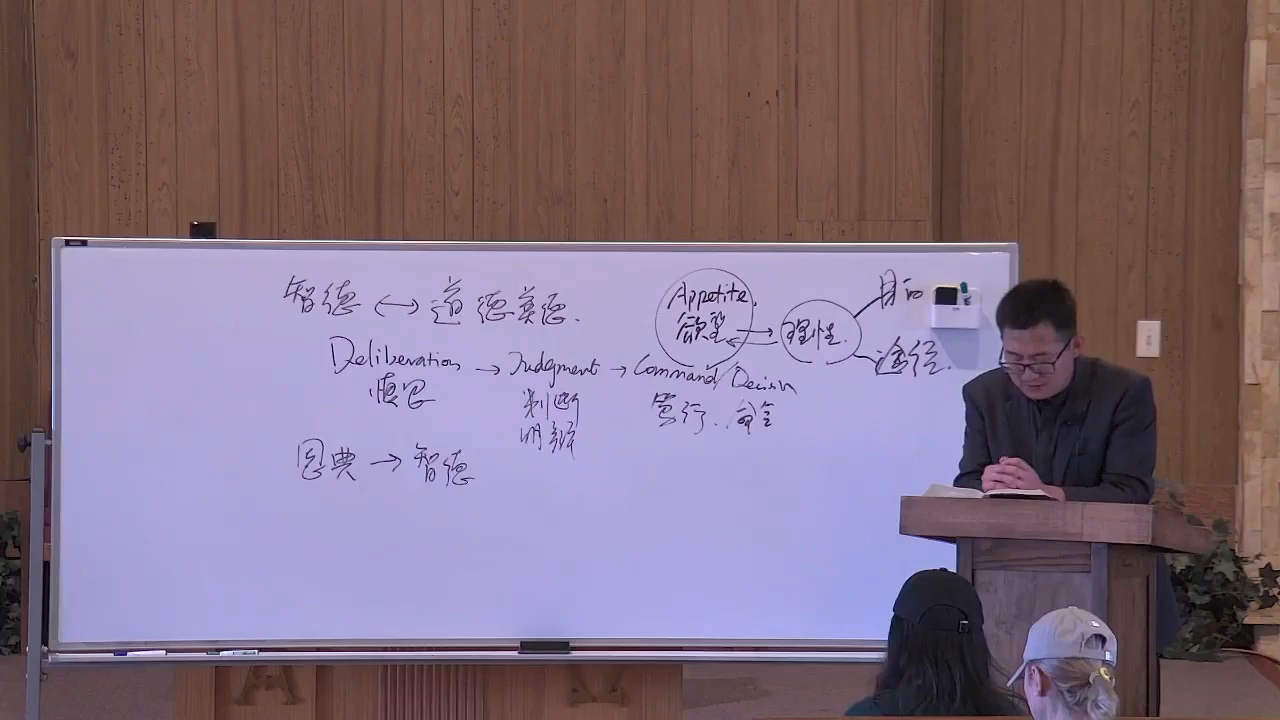 智德 ↔ 道德美德.
Appetite.
欲望
理性.
目的
途径.
Deliberation → Judgment → Command/Decision
慎思
判断
明辨
笃行. 命令
恩典 → 智德